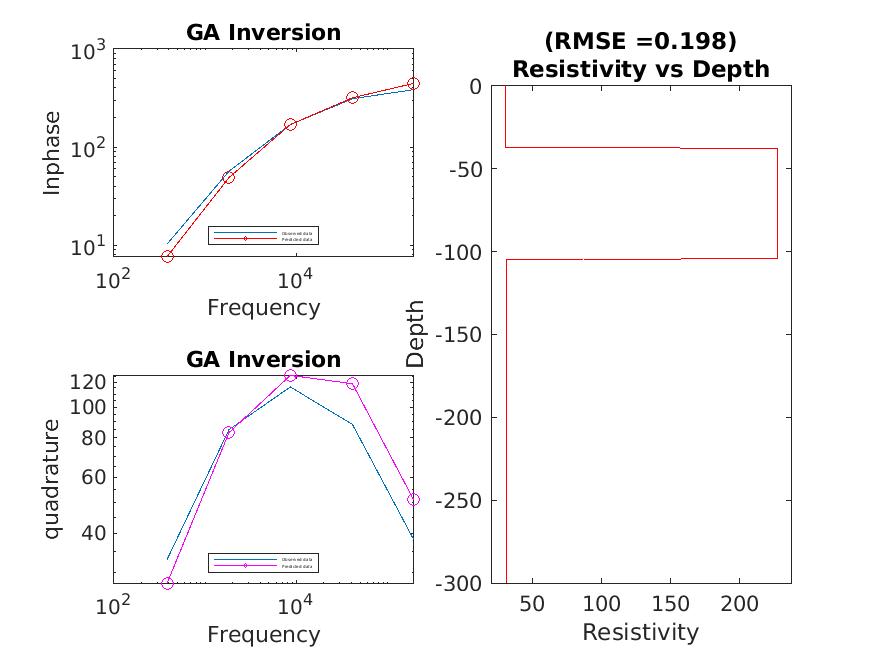 GA Inversion
10^3
10^2
10^1
Inphase
Observed data
Predicted data
10^2
10^4
Frequency
GA Inversion
120
100
80
60
40
quadrature
Observed data
Predicted data
10^2
10^4
Frequency
(RMSE =0.198)
Resistivity vs Depth
0
-50
-100
-150
-200
-250
-300
Depth
50 100 150 200
Resistivity